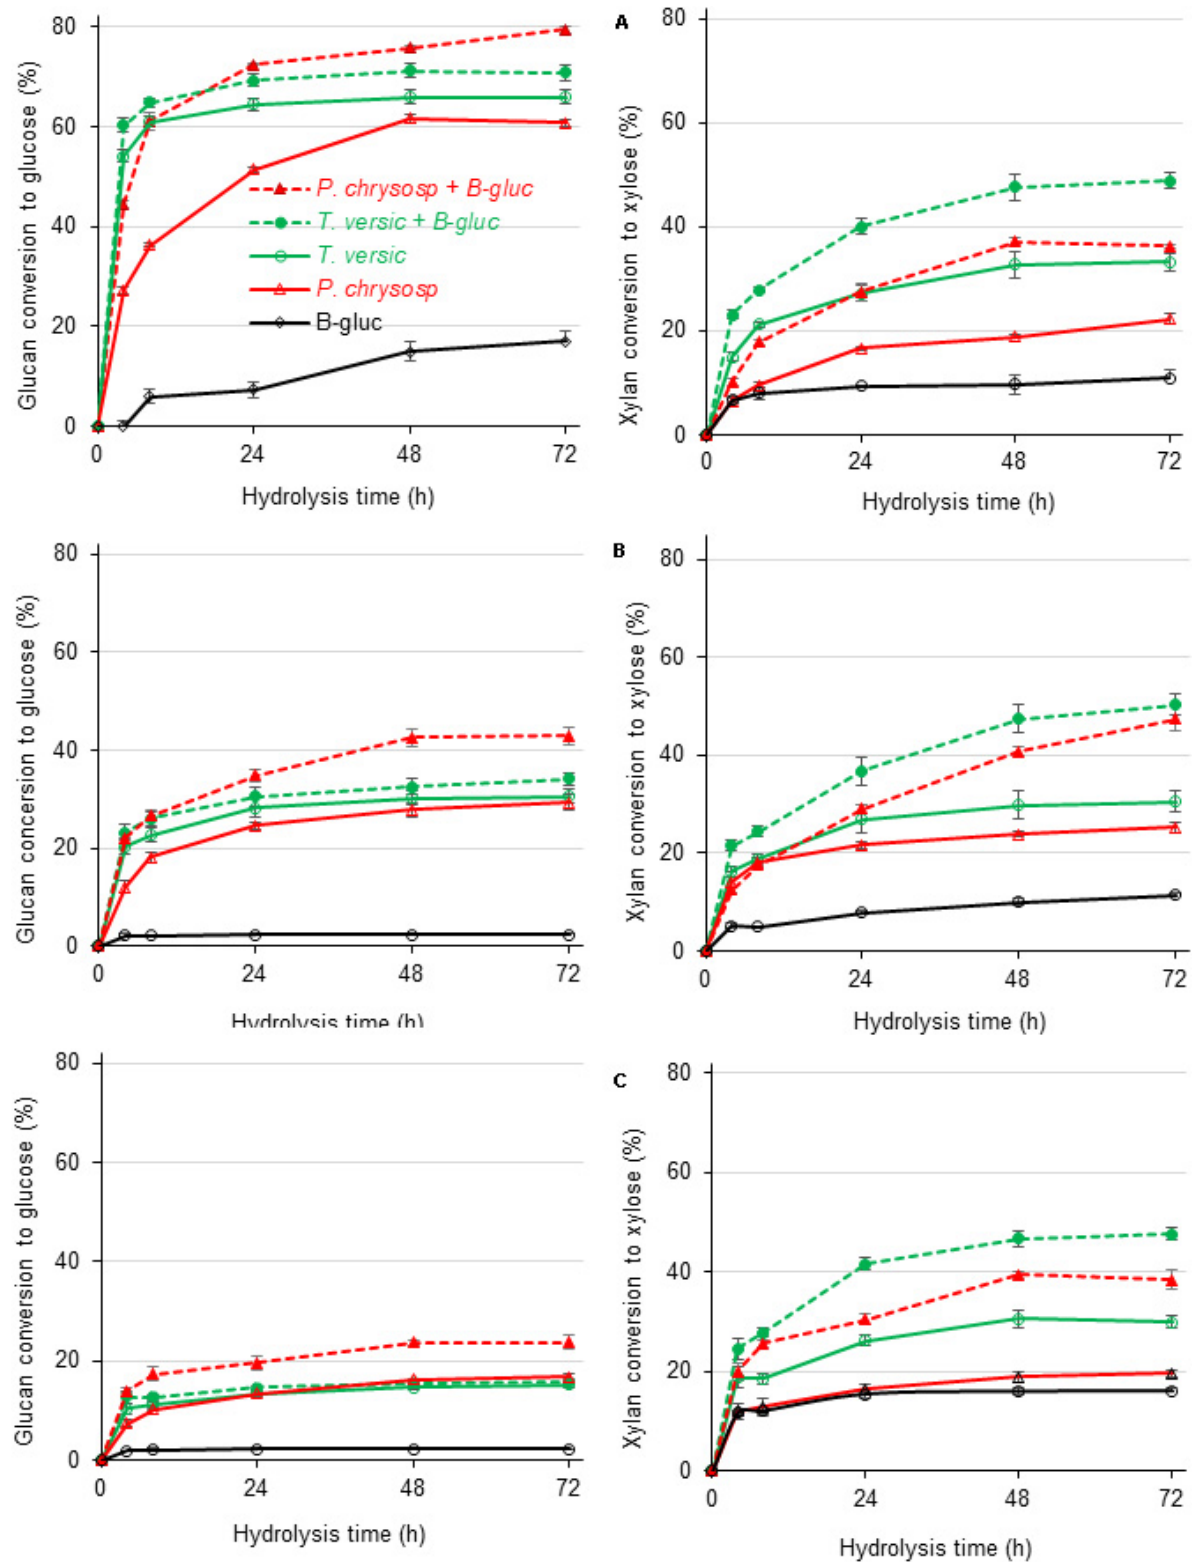 80
60
40
20
0
Glucan conversion to glucose (%)
P. chrysosp + B-gluc
T. versic + B-gluc
T. versic
P. chrysosp
B-gluc
0 24 48 72
Hydrolysis time (h)
A
80
60
40
20
0
Xylan conversion to xylose (%)
0 24 48 72
Hydrolysis time (h)
80
60
40
20
0
Glucan concersion to glucose (%)
0 24 48 72
Hydrolysis time (h)
B
80
60
40
20
0
Xylan conversion to xylose (%)
0 24 48 72
Hydrolysis time (h)
80
60
40
20
0
Glucan conversion to glucose (%)
0 24 48 72
Hydrolysis time (h)
C
80
60
40
20
0
Xylan conversion to xylose (%)
0 24 48 72
Hydrolysis time (h)